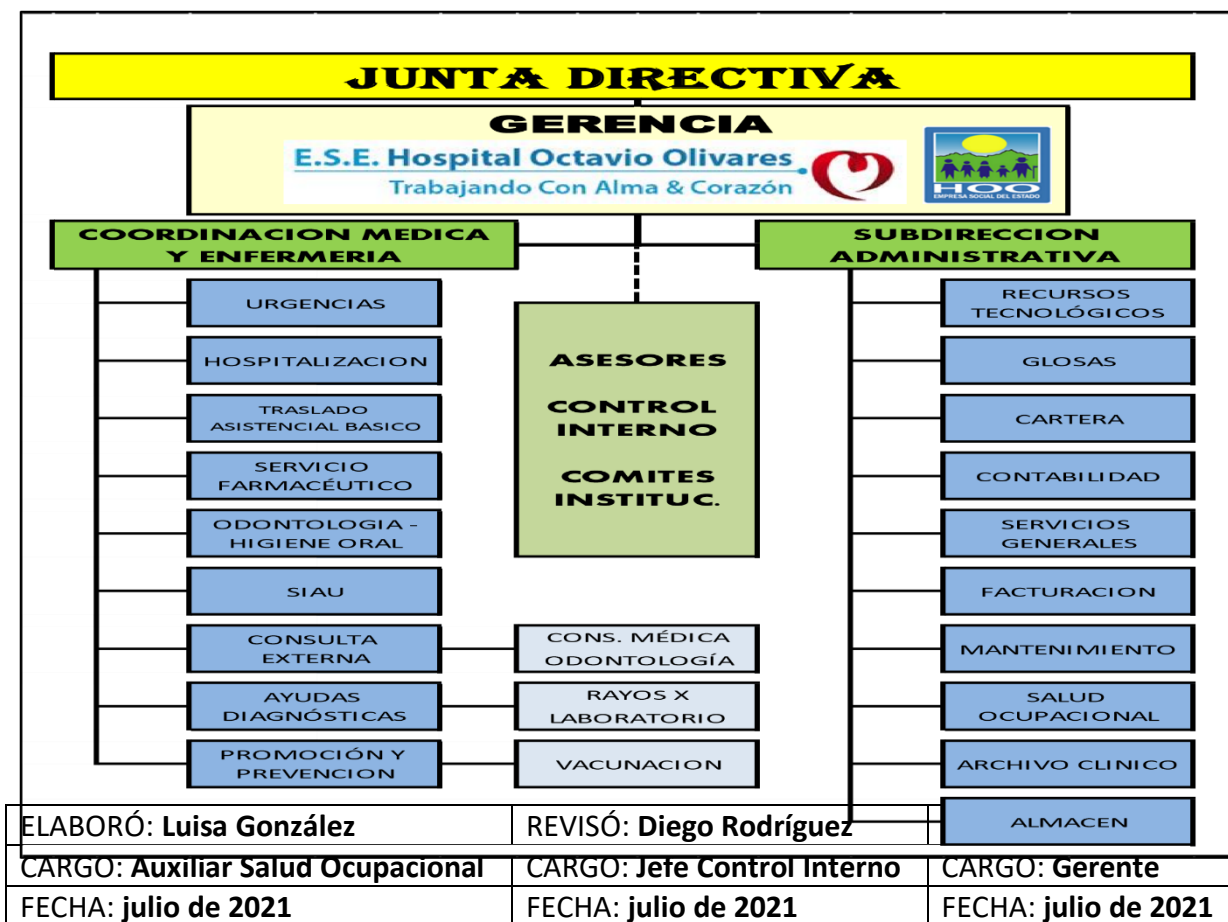 JUNTA DIRECTIVA
GERENCIA
E.S.E. Hospital Octavio Olivares
Trabajando Con Alma & Corazón
HOO
EMPRESA SOCIAL DEL ESTADO
COORDINACION MEDICA
Y ENFERMERIA
SUBDIRECCION
ADMINISTRATIVA
URGENCIAS
HOSPITALIZACION
TRASLADO
ASISTENCIAL BASICO
SERVICIO
FARMACÉUTICO
ODONTOLOGIA -
HIGIENE ORAL
SIAU
CONSULTA
EXTERNA
AYUDAS
DIAGNÓSTICAS
PROMOCIÓN Y
PREVENCION
ASESORES
CONTROL
INTERNO
COMITES
INSTITUC.
CONS. MÉDICA
ODONTOLOGÍA
RAYOS X
LABORATORIO
VACUNACION
RECURSOS
TECNOLÓGICOS
GLOSAS
CARTERA
CONTABILIDAD
SERVICIOS
GENERALES
FACTURACION
MANTENIMIENTO
SALUD
OCUPACIONAL
ARCHIVO CLINICO
ALMACEN
ELABORÓ: Luisa González
REVISÓ: Diego Rodríguez
CARGO: Auxiliar Salud Ocupacional
CARGO: Jefe Control Interno
CARGO: Gerente
FECHA: julio de 2021
FECHA: julio de 2021
FECHA: julio de 2021